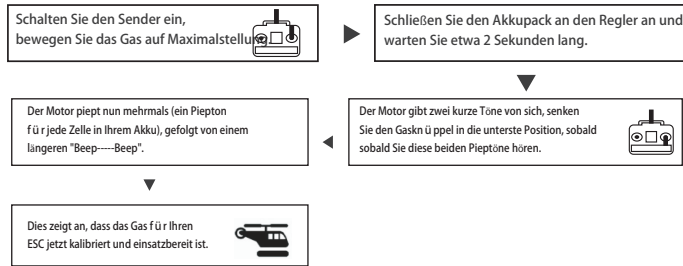 Schalten Sie den Sender ein,
bewegen Sie das Gas auf Maximalstellung.
Schließen Sie den Akkupack an den Regler an und
warten Sie etwa 2 Sekunden lang.
Der Motor gibt zwei kurze Töne von sich, senken
Sie den Gaskn ü ppel in die unterste Position, sobald
sobald Sie diese beiden Pieptöne hören.
Der Motor piept nun mehrmals (ein Piepton
f ü r jede Zelle in Ihrem Akku), gefolgt von einem
längeren "Beep-----Beep".
Dies zeigt an, dass das Gas f ü r Ihren
ESC jetzt kalibriert und einsatzbereit ist.